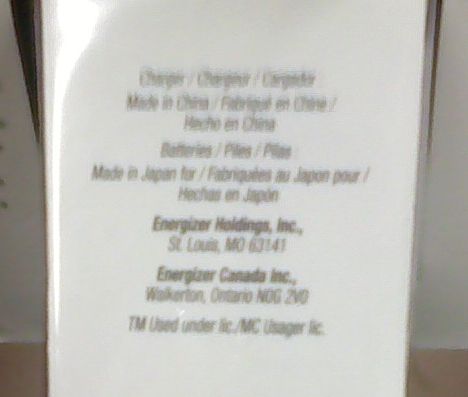 Charger / Chargeur / Cargador
Made in China / Fabriqué en Chine /
Hecho en China
Batteries / Piles / Pilas
Made in Japan for / Fabriquées au Japon pour /
Hechas en Japón
Energizer Holdings, Inc.,
St. Louis, MO 63141
Energizer Canada Inc.,
Walkerton, Ontario N0G 2V0
TM Used under lic./MC Usager lic.